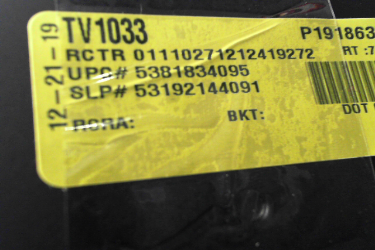 12-21-19
TV1033 P191863
RCTR 01110271212419272 RT :7
UPC# 5381834095
SLP# 53192144091
RCRA: BKT: DOT